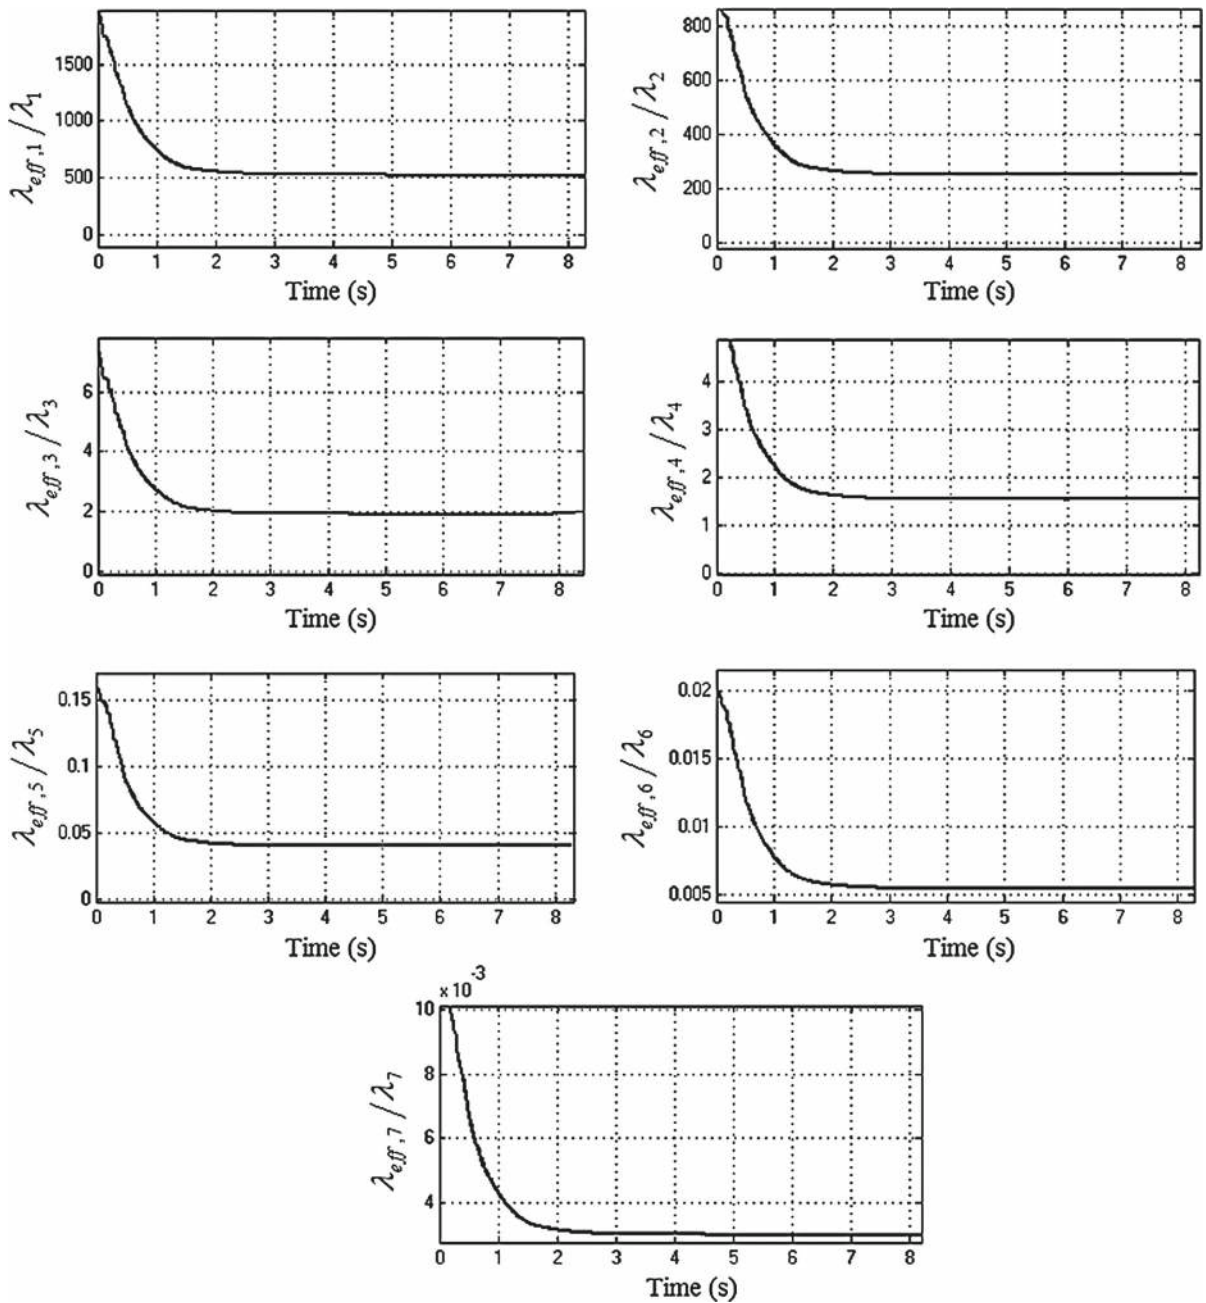 λeff,1 / λ1
1500
1000
500
0
0 1 2 3 4 5 6 7 8
Time (s)
λeff,2 / λ2
800
600
400
200
0
0 1 2 3 4 5 6 7 8
Time (s)
λeff,3 / λ3
6
4
2
0
0 1 2 3 4 5 6 7 8
Time (s)
λeff,4 / λ4
4
3
2
1
0
0 1 2 3 4 5 6 7 8
Time (s)
λeff,5 / λ5
0.15
0.1
0.05
0
0 1 2 3 4 5 6 7 8
Time (s)
λeff,6 / λ6
0.02
0.015
0.01
0.005
0 1 2 3 4 5 6 7 8
Time (s)
x 10^-3
λeff,7 / λ7
10
8
6
4
0 1 2 3 4 5 6 7 8
Time (s)